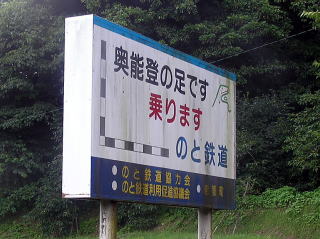 奥能登の足です
乗ります
のと鉄道
●のと鉄道協力会
●のと鉄道利用促進協議会